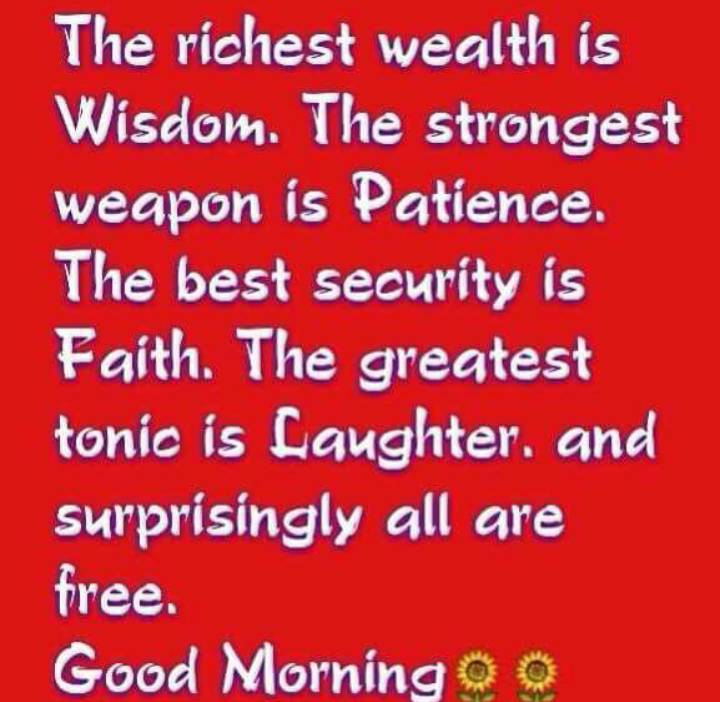 The richest wealth is
Wisdom. The strongest
weapon is Patience.
The best security is
Faith. The greatest
tonic is Laughter. and
surprisingly all are
free.
Good Morning🌻🌻